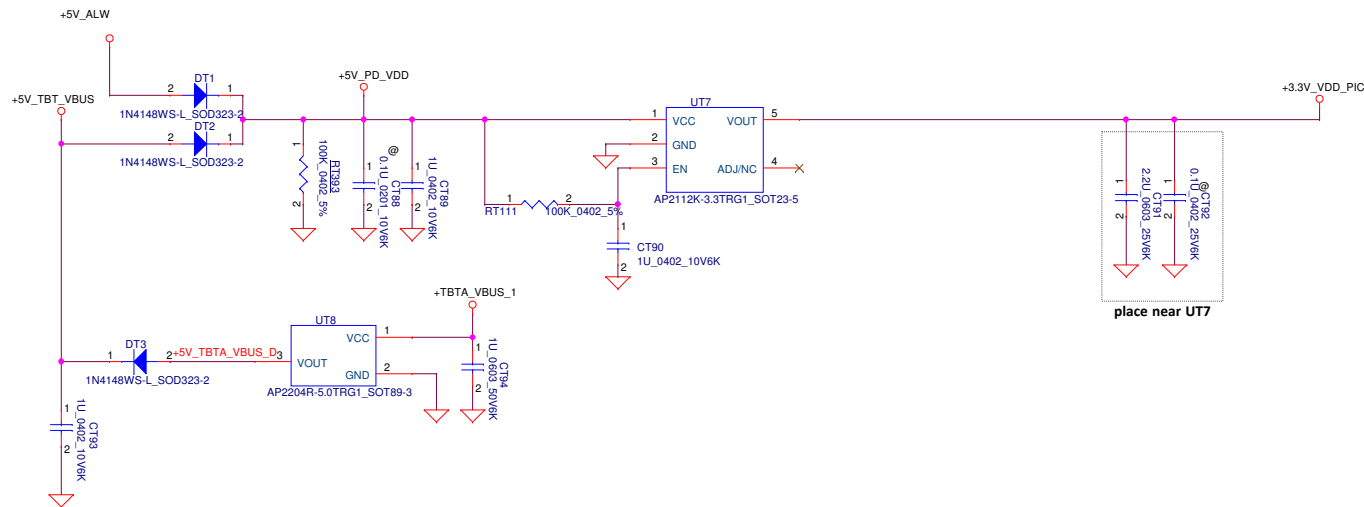 +5V_ALW
+5V_TBT_VBUS
DT1
2
1
1N4148WS-L_SOD323-2
DT2
2
1
1N4148WS-L_SOD323-2
+5V_PD_VDD
1
2
RT393
100K_0402_5%
@
1
2
CT88
0.1U_0201_10V6K
1
2
CT89
1U_0402_10V6K
RT111
1
2
100K_0402_5%
1
2
CT90
1U_0402_10V6K
UT7
1
VCC
2
GND
3
EN
VOUT
5
ADJ/NC
4
AP2112K-3.3TRG1_SOT23-5
+3.3V_VDD_PIC
1
2
CT91
2.2U_0603_25V6K
@
1
2
CT92
0.1U_0402_25V6K
place near UT7
+TBTA_VBUS_1
UT8
VCC
1
GND
2
VOUT
3
AP2204R-5.0TRG1_SOT89-3
1
2
CT94
1U_0603_50V6K
DT3
1
2
+5V_TBTA_VBUS_D
1N4148WS-L_SOD323-2
1
2
CT93
1U_0402_10V6K